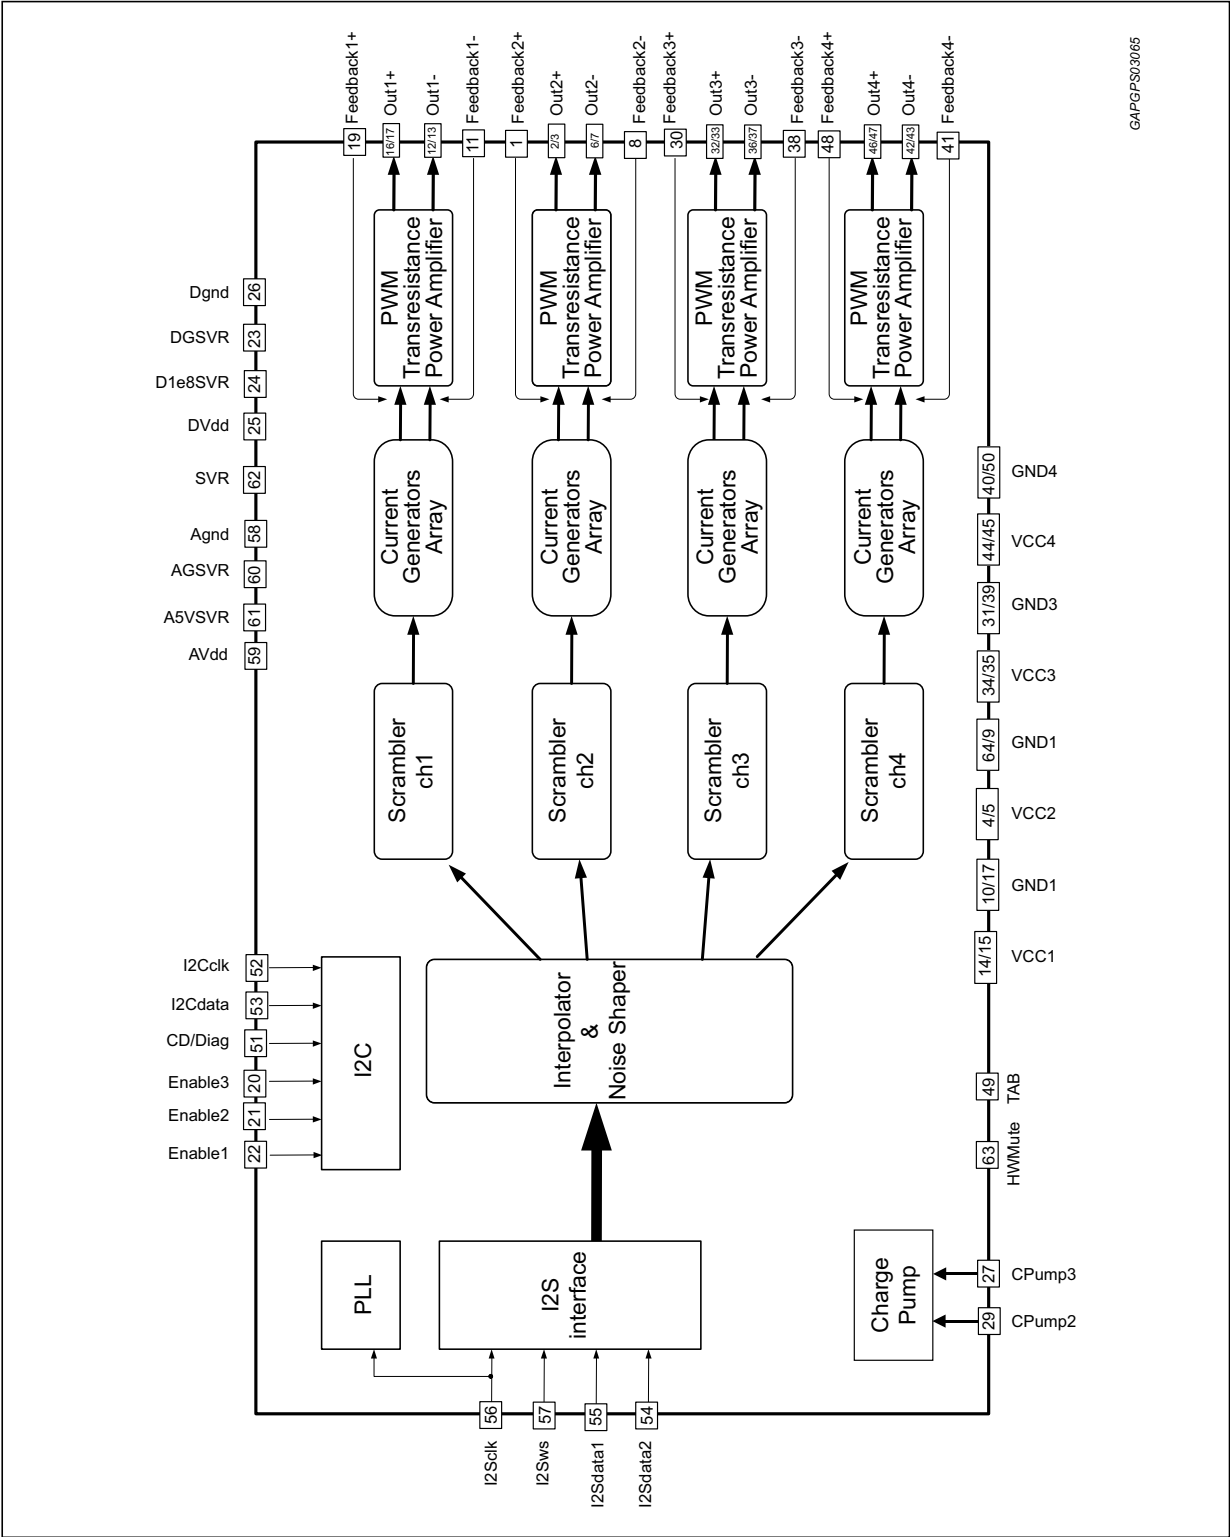 GAPGPS03065
Feedback1+
Out1+
Out1-
Feedback1-
Feedback2+
Out2+
Out2-
Feedback2-
Feedback3+
Out3+
Out3-
Feedback3-
Feedback4+
Out4+
Out4-
Feedback4-
19
16/17
12/13
11
1
2/3
6/7
8
30
32/33
36/37
38
48
46/47
42/43
41
PWM
Transresistance
Power Amplifier
PWM
Transresistance
Power Amplifier
PWM
Transresistance
Power Amplifier
PWM
Transresistance
Power Amplifier
Current
Generators
Array
Current
Generators
Array
Current
Generators
Array
Current
Generators
Array
Scrambler
ch1
Scrambler
ch2
Scrambler
ch3
Scrambler
ch4
Interpolator
&
Noise Shaper
I2C
PLL
I2S
interface
Charge
Pump
Dgnd 26
DGSVR 23
D1e8SVR 24
DVdd 25
SVR 62
Agnd 58
AGSVR 60
A5VSVR 61
AVdd 59
I2Cclk 52
I2Cdata 53
CD/Diag 51
Enable3 20
Enable2 21
Enable1 22
40/50 GND4
44/45 VCC4
31/39 GND3
34/35 VCC3
64/9 GND1
4/5 VCC2
10/17 GND1
14/15 VCC1
49 TAB
63 HWMute
27 CPump3
29 CPump2
56 I2Sclk
57 I2Sws
55 I2Sdata1
54 I2Sdata2